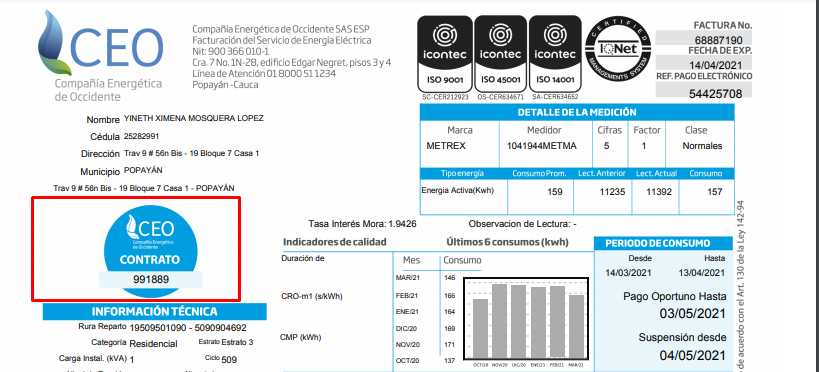 CEO
Compañía Energética
de Occidente
Compañía Energética de Occidente SAS ESP
Facturación del Servicio de Energía Eléctrica
Nit: 900 366 010-1
Cra. 7 No. 1N-28, edificio Edgar Negret, pisos 3 y 4
Línea de Atención 01 8000 511234
Popayán -Cauca
icontec
ISO 9001
SC-CER212923
icontec
ISO 45001
OS-CER634671
icontec
ISO 14001
SA-CER634652
CERTIFIED
IQNet
MANAGEMENT SYSTEM
FACTURA No.
68887190
FECHA DE EXP.
14/04/2021
REF. PAGO ELECTRÓNICO
54425708
Nombre YINETH XIMENA MOSQUERA LOPEZ
Cédula 25282991
Dirección Trav 9 # 56n Bis - 19 Bloque 7 Casa 1
Municipio POPAYÁN
Trav 9 # 56n Bis - 19 Bloque 7 Casa 1 - POPAYÁN
DETALLE DE LA MEDICIÓN
Marca Medidor Cifras Factor Clase
METREX 1041944METMA 5 1 Normales
Tipo energía Consumo Prom. Lect. Anterior Lect. Actual Consumo
Energia Activa(Kwh) 159 11235 11392 157
Tasa Interés Mora: 1.9426 Observacion de Lectura: -
CEO
Compañía Energética
de Occidente
CONTRATO
991889
INFORMACIÓN TÉCNICA
Rura Reparto 19509501090 - 5090904692
Categoría Residencial Estrato Estrato 3
Carga Instal. (kVA) 1 Ciclo 509
Indicadores de calidad
Duración de
CRO-m1 (s/kWh)
CMP (kWh)
Últimos 6 consumos (kwh)
Mes Consumo
MAR/21 146
FEB/21 166
ENE/21 164
DIC/20 169
NOV/20 171
OCT/20 137
OCT/20 NOV/20 DIC/20 ENE/21 FEB/21 MAR/21
PERIODO DE CONSUMO
Desde Hasta
14/03/2021 13/04/2021
Pago Oportuno Hasta
03/05/2021
Suspensión desde
04/05/2021
de acuerdo con el Art. 130 de la Ley 142-94